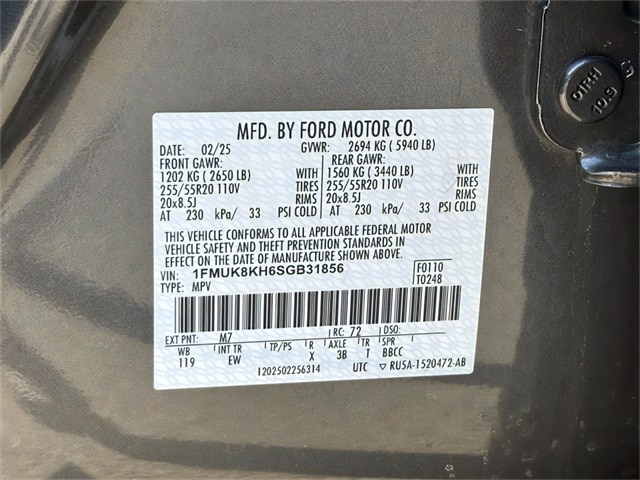 MFD. BY FORD MOTOR CO.
DATE: 02/25 GVWR: 2694 KG ( 5940 LB)
FRONT GAWR: REAR GAWR:
1202 KG ( 2650 LB) WITH 1560 KG ( 3440 LB) WITH
255/55R20 110V TIRES 255/55R20 110V TIRES
20x8.5J RIMS 20x8.5J RIMS
AT 230 kPa/ 33 PSI COLD AT 230 kPa/ 33 PSI COLD
THIS VEHICLE CONFORMS TO ALL APPLICABLE FEDERAL MOTOR
VEHICLE SAFETY AND THEFT PREVENTION STANDARDS IN
EFFECT ON THE DATE OF MANUFACTURE SHOWN ABOVE.
VIN: 1FMUK8KH6SGB31856 F0110
TYPE: MPV T0248
EXT PNT: M7 RC: 72 DSO:
WB INT TR TP/PS R AXLE TR SPR
119 EW X 3B T BBCC
1202502256314 UTC ▽ RU5A-1520472-AB
01RH
19.9